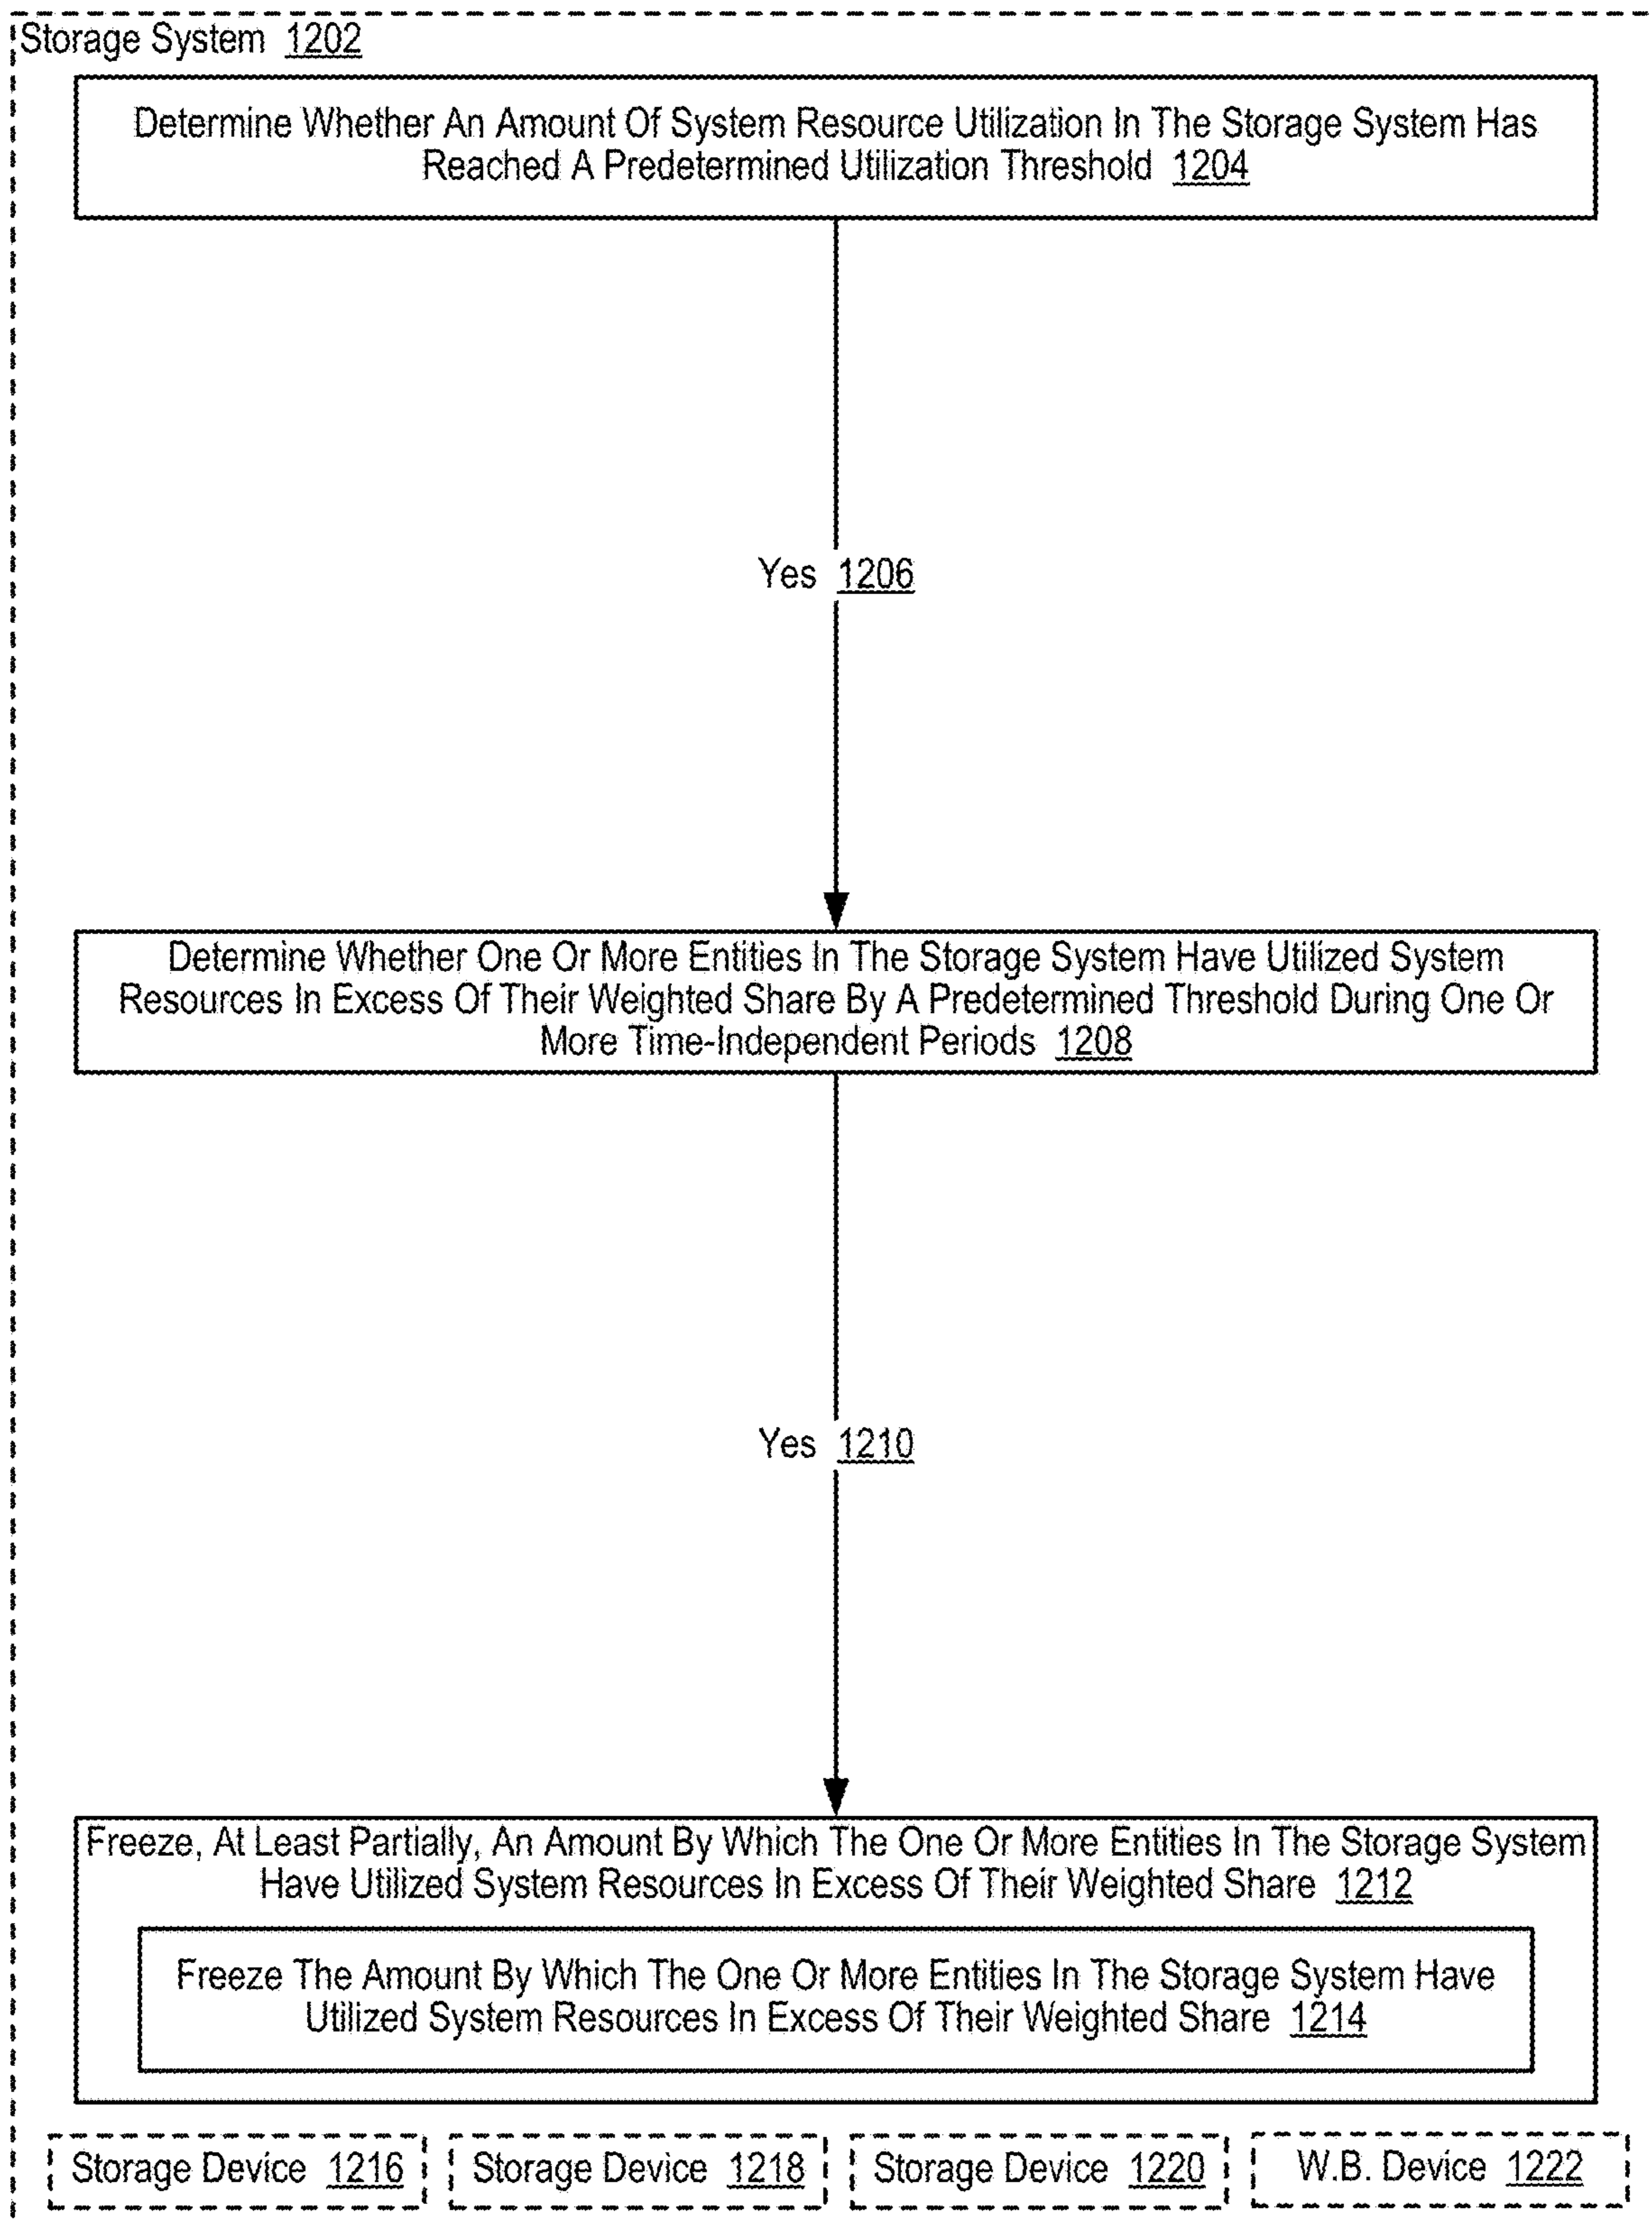 Storage System 1202
Determine Whether An Amount Of System Resource Utilization In The Storage System Has
Reached A Predetermined Utilization Threshold 1204
Yes 1206
Determine Whether One Or More Entities In The Storage System Have Utilized System
Resources In Excess Of Their Weighted Share By A Predetermined Threshold During One Or
More Time-Independent Periods 1208
Yes 1210
Freeze, At Least Partially, An Amount By Which The One Or More Entities In The Storage System
Have Utilized System Resources In Excess Of Their Weighted Share 1212
Freeze The Amount By Which The One Or More Entities In The Storage System Have
Utilized System Resources In Excess Of Their Weighted Share 1214
Storage Device 1216
Storage Device 1218
Storage Device 1220
W.B. Device 1222